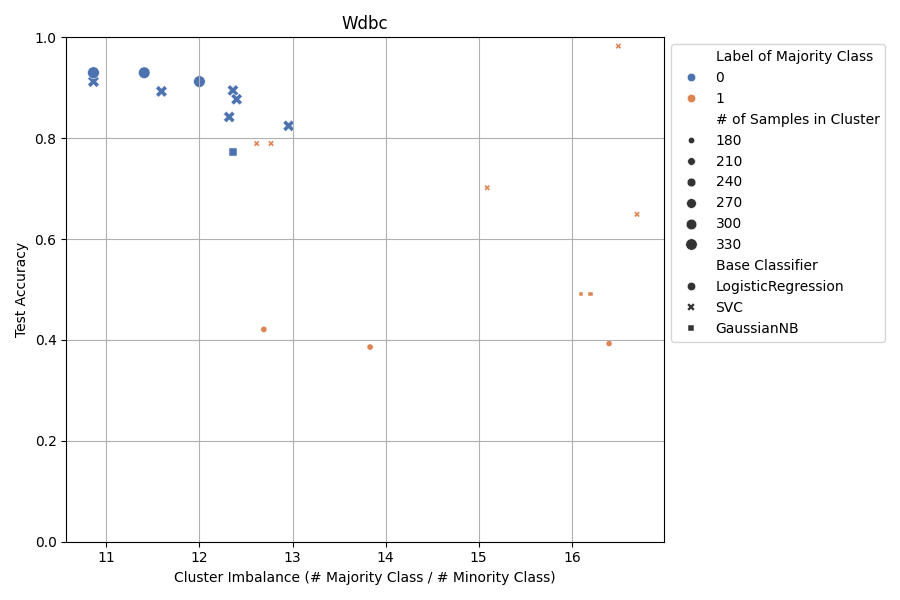 Wdbc
1.0
0.8
0.6
0.4
0.2
0.0
Test Accuracy
11 12 13 14 15 16
Cluster Imbalance (# Majority Class / # Minority Class)
Label of Majority Class
0
1
# of Samples in Cluster
180
210
240
270
300
330
Base Classifier
LogisticRegression
SVC
GaussianNB